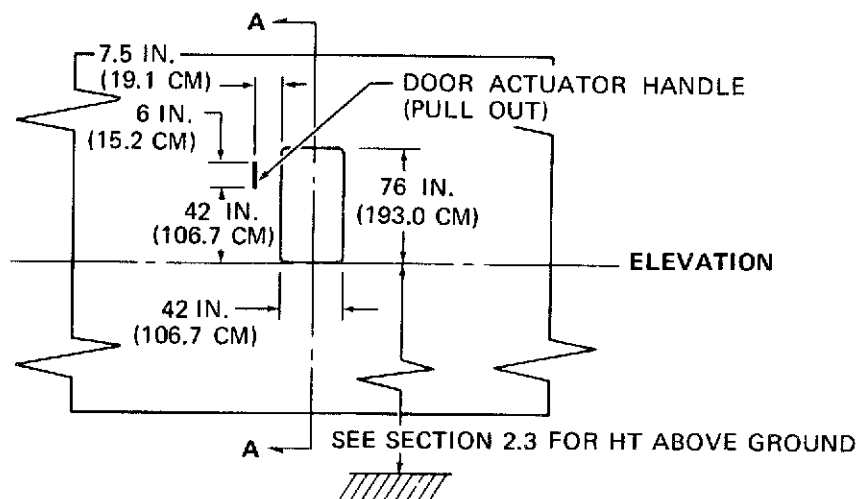 A
7.5 IN.
(19.1 CM)
DOOR ACTUATOR HANDLE
(PULL OUT)
6 IN.
(15.2 CM)
76 IN.
(193.0 CM)
42 IN.
(106.7 CM)
ELEVATION
42 IN.
(106.7 CM)
A
SEE SECTION 2.3 FOR HT ABOVE GROUND